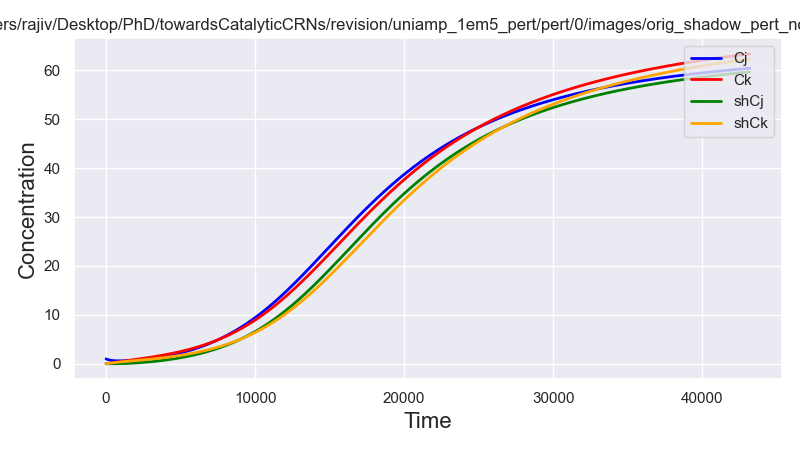 ers/rajiv/Desktop/PhD/towardsCatalyticCRNs/revision/uniamp_1em5_pert/pert/0/images/orig_shadow_pert_no
Concentration
60
50
40
30
20
10
0
Cj
Ck
shCj
shCk
0 10000 20000 30000 40000
Time